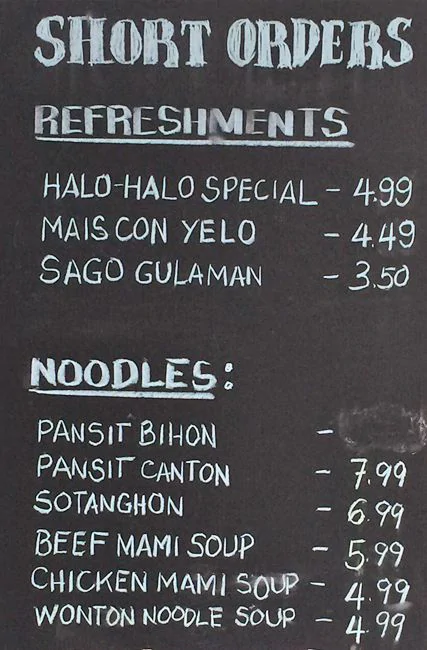 SHORT ORDERS
REFRESHMENTS
HALO-HALO SPECIAL - 4.99
MAIS CON YELO - 4.49
SAGO GULAMAN - 3.50
NOODLES:
PANSIT BIHON -
PANSIT CANTON - 7.99
SOTANGHON - 6.99
BEEF MAMI SOUP - 5.99
CHICKEN MAMI SOUP - 4.99
WONTON NOODLE SOUP - 4.99